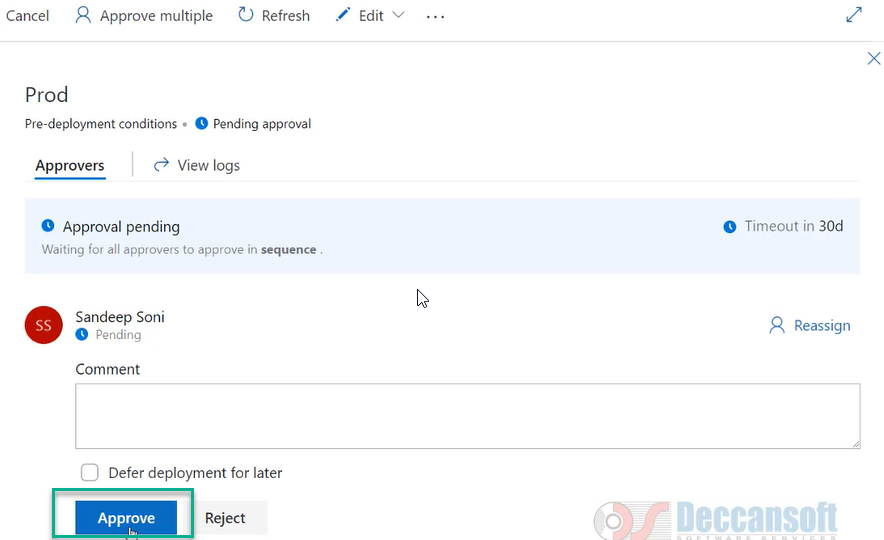 Cancel Approve multiple Refresh Edit ...
Prod
Pre-deployment conditions • Pending approval
Approvers View logs
Approval pending Timeout in 30d
Waiting for all approvers to approve in sequence .
SS Sandeep Soni
Pending
Reassign
Comment
Defer deployment for later
Approve Reject
Deccansoft
SOFTWARE SERVICES